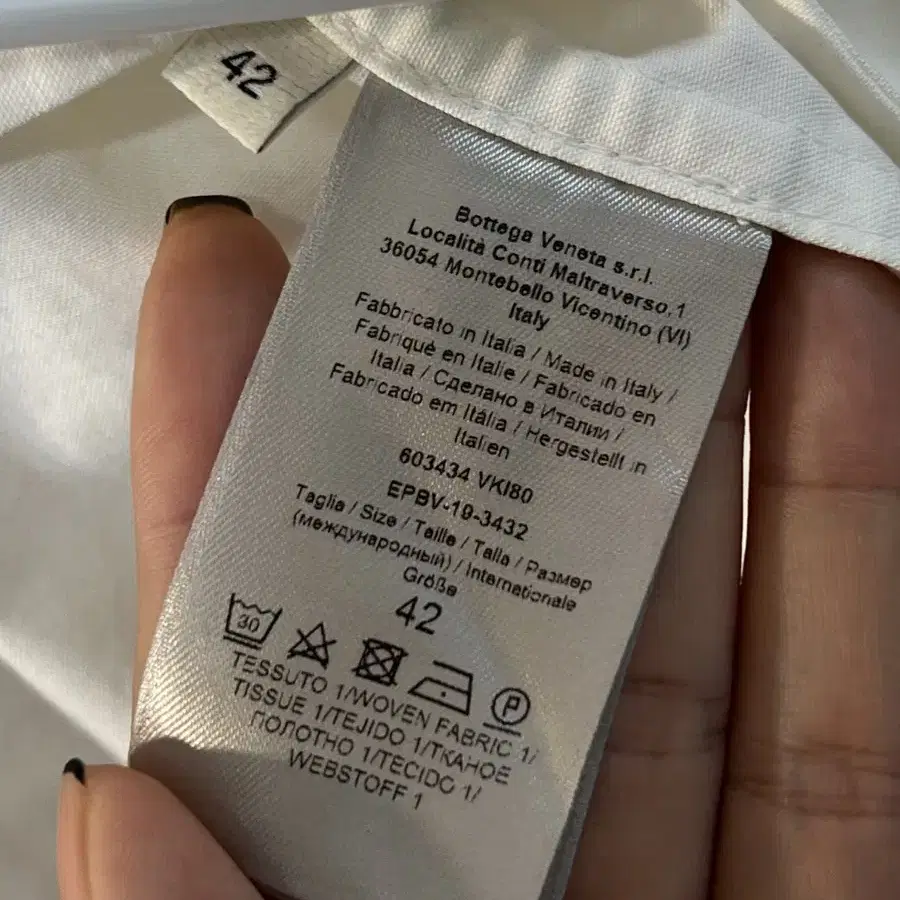 42
Bottega Veneta s.r.l.
Località Conti Maltraverso,1
36054 Montebello Vicentino (VI)
Italy
Fabbricato in Italia / Made in Italy /
Fabriqué en Italie / Fabricado en
Italia / Сделано в Италии /
Fabricado em Itália / Hergestellt in
Italien
603434 VKI80
EPBV-19-3432
Taglia / Size / Taille / Talla / Размер
(международный) / Internationale
Größe
42
30
P
TESSUTO 1/WOVEN FABRIC 1/
TISSUE 1/TEJIDO 1/ТКАНОЕ
ПОЛОТНО 1/TECIDO 1/
WEBSTOFF 1